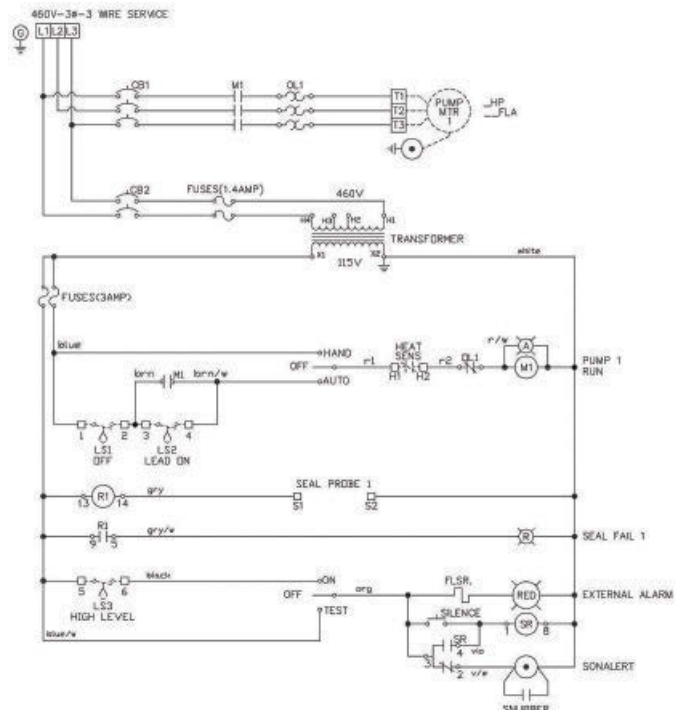 460V-3ø-3 WIRE SERVICE
G L1 L2 L3
CB1 M1 OL1
T1
T2
T3
PUMP
MTR
1
__HP
__FLA
CB2 FUSES(1.4AMP) 460V
H4 H3 H2 H1
TRANSFORMER
X1 X2
115V
white
FUSES(3AMP)
blue
HAND
OFF
AUTO
r1
HEAT
SENS
H1 H2
r2 OL1
r/w
A
M1
PUMP 1
RUN
brn M1 brn/w
1 2 3 4
LS1
OFF
LS2
LEAD ON
R1
13 14
gry
SEAL PROBE 1
S1 S2
R1
9 5
gry/w
R
SEAL FAIL 1
5 6
LS3
HIGH LEVEL
black
ON
OFF
TEST
org
FLSR.
RED
EXTERNAL ALARM
SILENCE
1 SR 8
SR
4
v/o
3
2
v/w
SONALERT
blue/w
SNUBBER